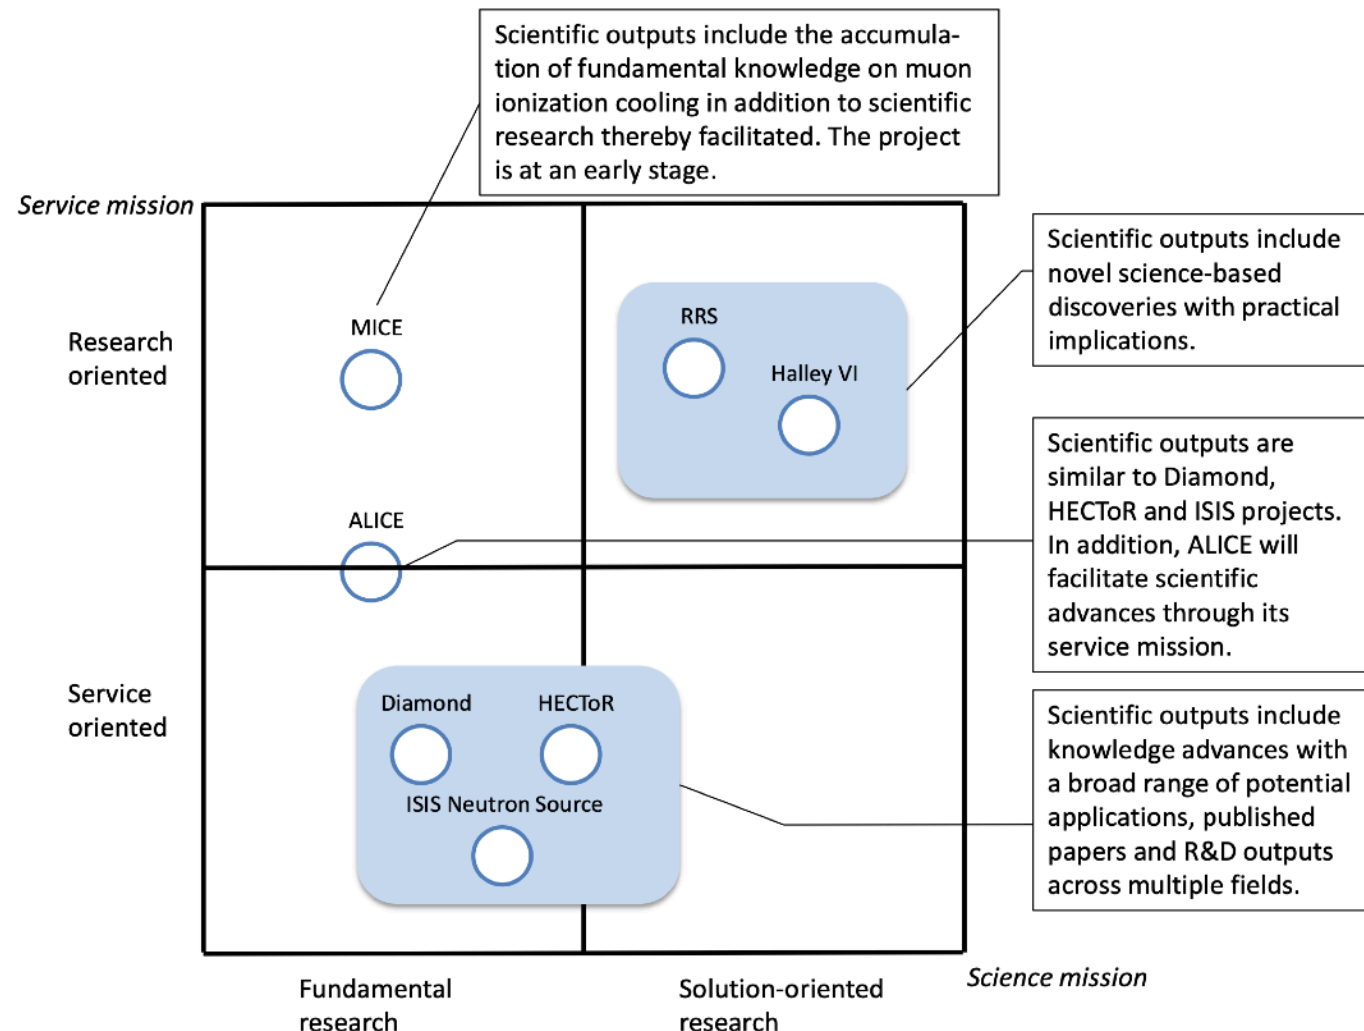 Scientific outputs include the accumula-
tion of fundamental knowledge on muon
ionization cooling in addition to scientific
research thereby facilitated. The project
is at an early stage.
Service mission
Scientific outputs include
novel science-based
discoveries with practical
implications.
Research
oriented
MICE
RRS
Halley VI
Scientific outputs are
similar to Diamond,
HECToR and ISIS projects.
In addition, ALICE will
facilitate scientific
advances through its
service mission.
ALICE
Service
oriented
Diamond
HECToR
ISIS Neutron Source
Scientific outputs include
knowledge advances with
a broad range of potential
applications, published
papers and R&D outputs
across multiple fields.
Science mission
Fundamental
research
Solution-oriented
research